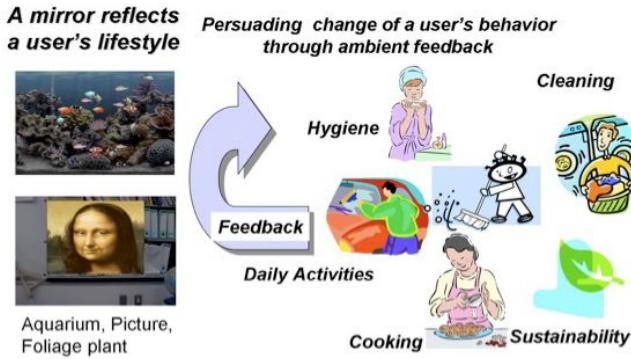 A mirror reflects
a user's lifestyle
Persuading change of a user's behavior
through ambient feedback
Cleaning
Hygiene
Feedback
Daily Activities
Cooking
Sustainability
Aquarium, Picture,
Foliage plant